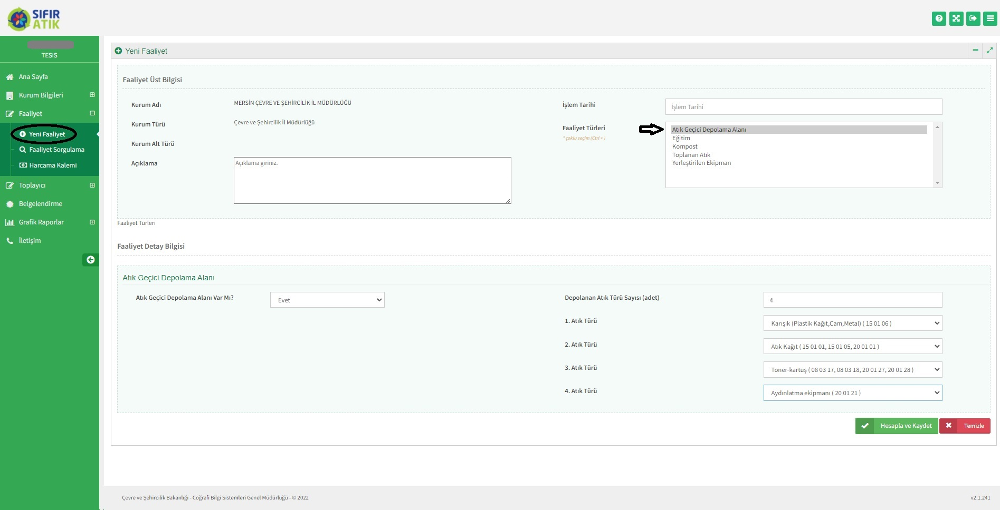 SIFIR
ATIK
TESIS
Ana Sayfa
Kurum Bilgileri
Faaliyet
Yeni Faaliyet
Faaliyet Sorgulama
Harcama Kalemi
Toplayıcı
Belgelendirme
Grafik Raporlar
İletişim
Yeni Faaliyet
Faaliyet Üst Bilgisi
Kurum Adı
MERSİN ÇEVRE VE ŞEHİRCİLİK İL MÜDÜRLÜĞÜ
Kurum Türü
Çevre ve Şehircilik İl Müdürlüğü
Kurum Alt Türü
Açıklama
Açıklama giriniz.
İşlem Tarihi
İşlem Tarihi
Faaliyet Türleri
* çoklu seçim (Ctrl + )
Atık Geçici Depolama Alanı
Eğitim
Kompost
Toplanan Atık
Yerleştirilen Ekipman
Faaliyet Türleri
Faaliyet Detay Bilgisi
Atık Geçici Depolama Alanı
Atık Geçici Depolama Alanı Var Mı?
Evet
Depolanan Atık Türü Sayısı (adet)
4
1. Atık Türü
Karışık (Plastik Kağıt,Cam,Metal) ( 15 01 06 )
2. Atık Türü
Atık Kağıt ( 15 01 01, 15 01 05, 20 01 01 )
3. Atık Türü
Toner-kartuş ( 08 03 17, 08 03 18, 20 01 27, 20 01 28 )
4. Atık Türü
Aydınlatma ekipmanı ( 20 01 21 )
Hesapla ve Kaydet
Temizle
Çevre ve Şehircilik Bakanlığı - Coğrafi Bilgi Sistemleri Genel Müdürlüğü - © 2022
v2.1.241